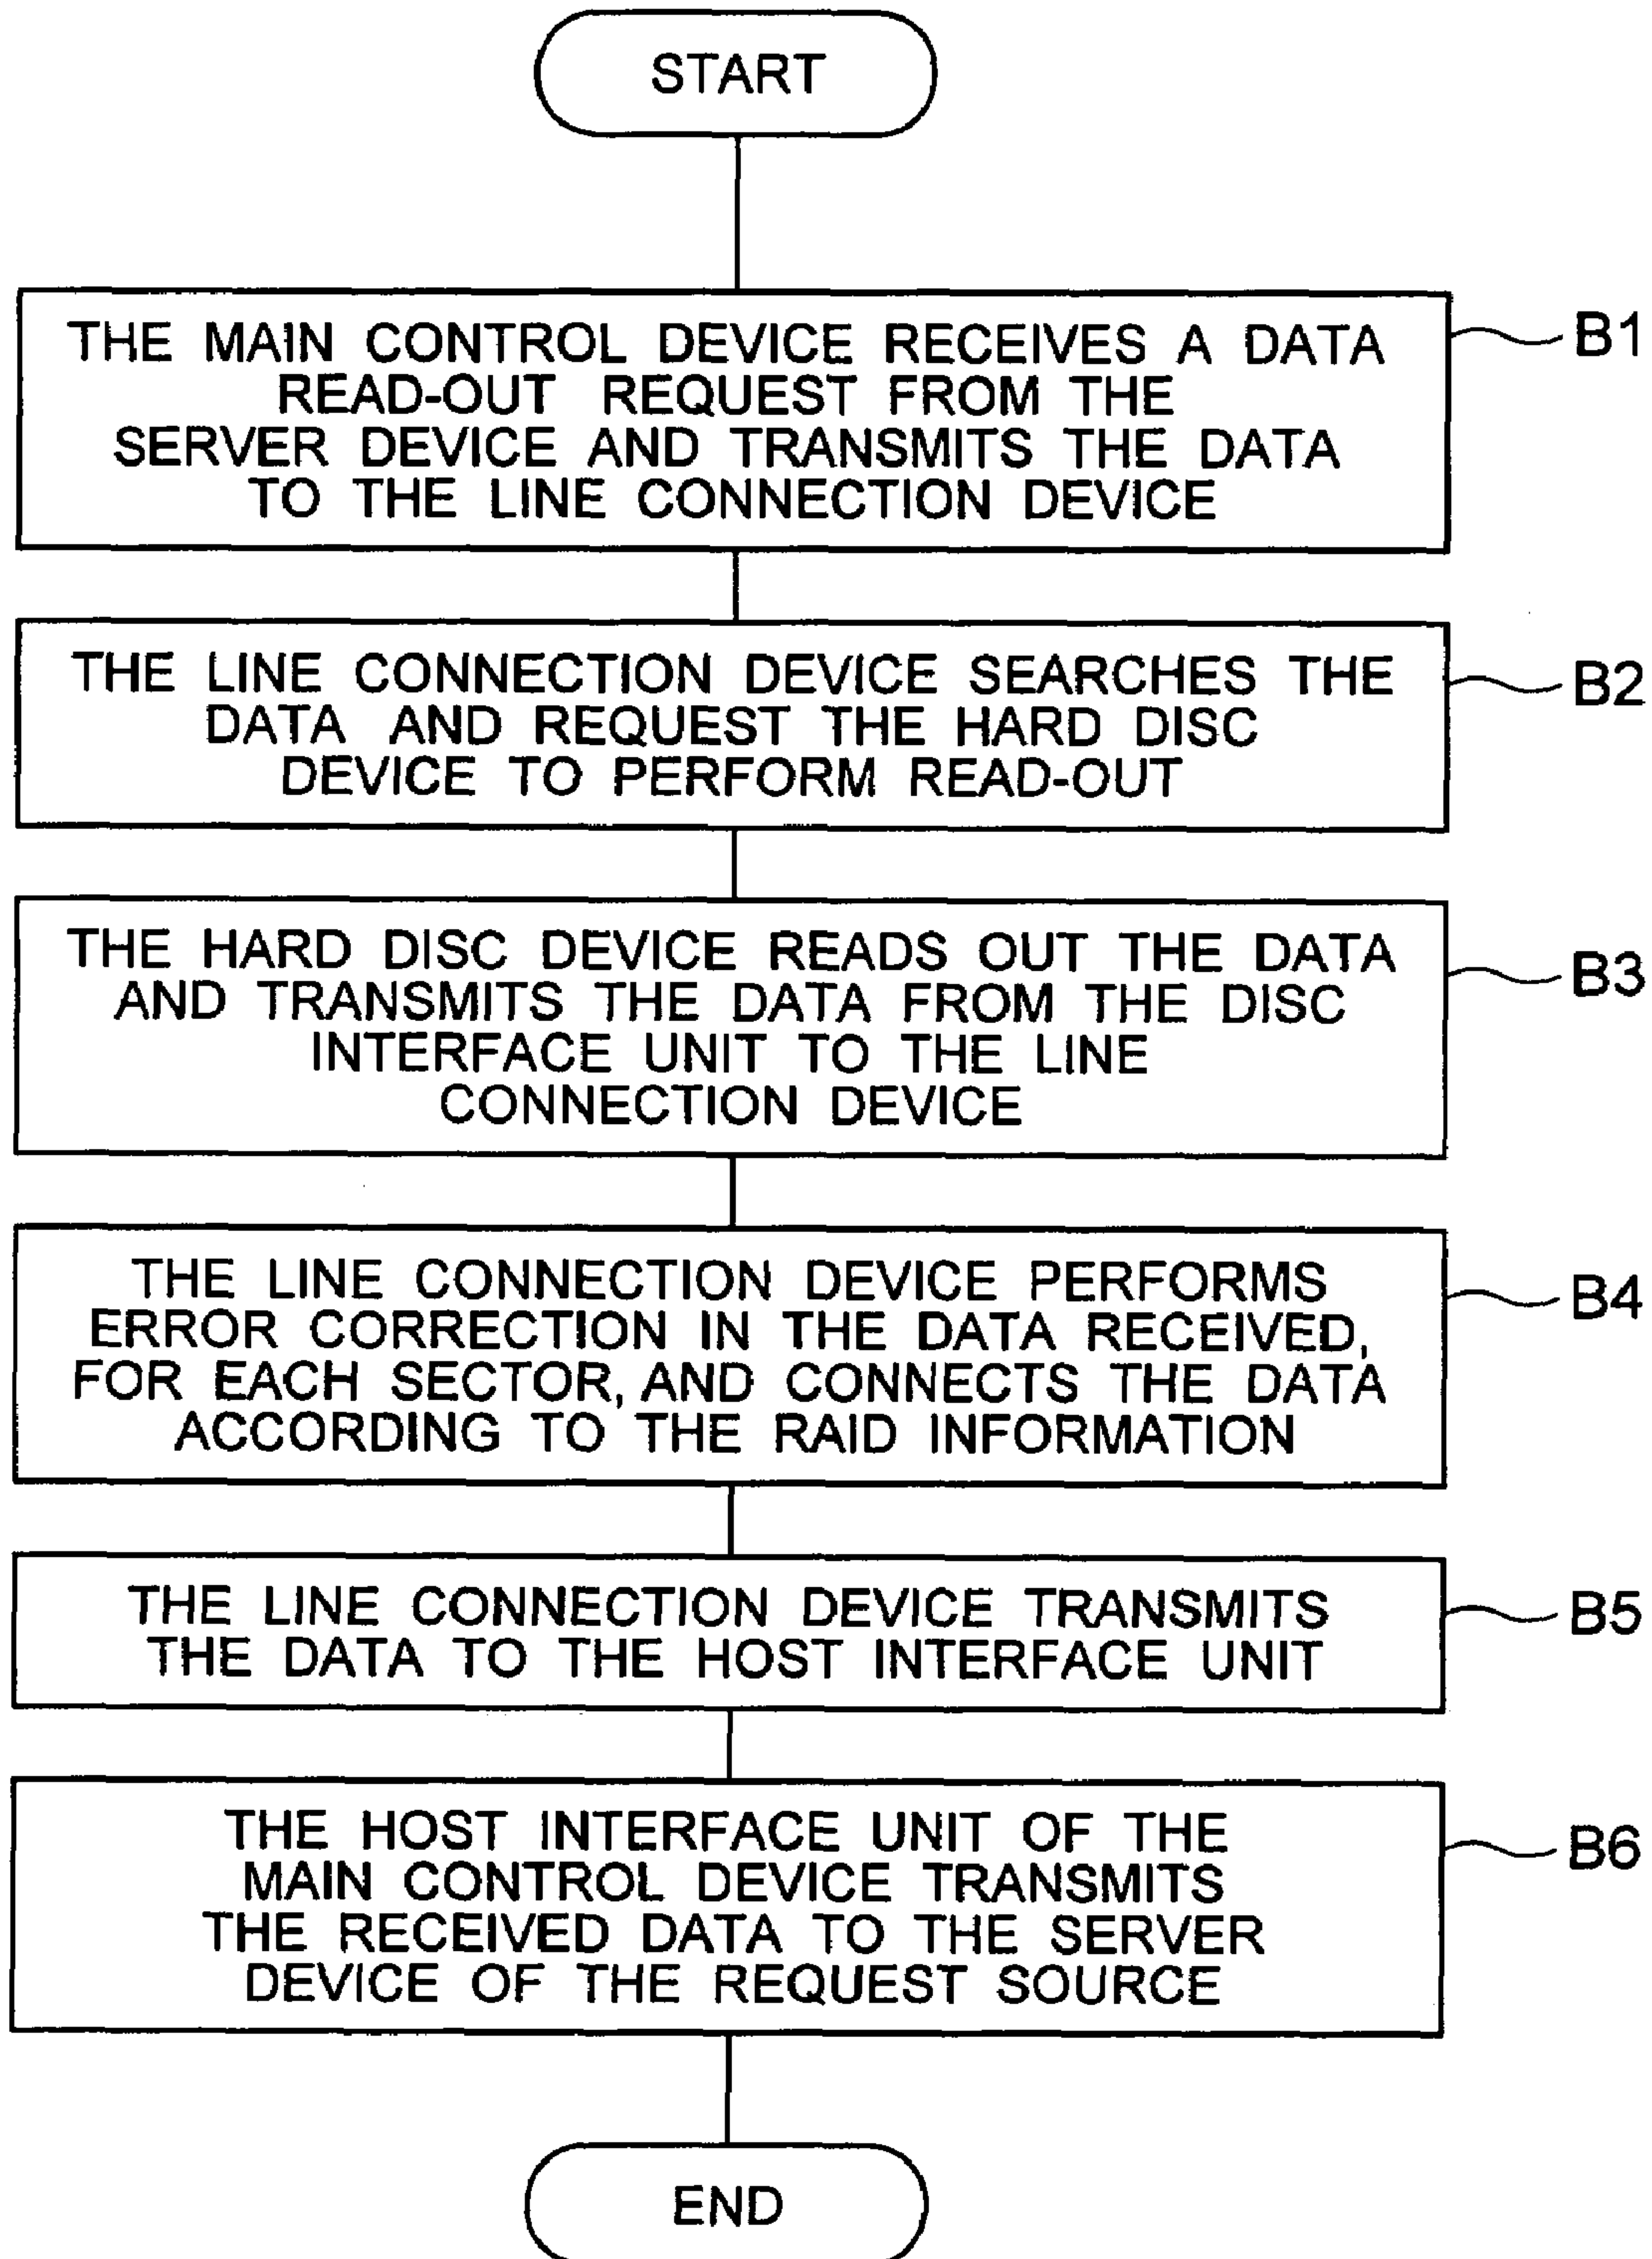 START
THE MAIN CONTROL DEVICE RECEIVES A DATA
READ-OUT REQUEST FROM THE
SERVER DEVICE AND TRANSMITS THE DATA
TO THE LINE CONNECTION DEVICE
B1
THE LINE CONNECTION DEVICE SEARCHES THE
DATA AND REQUEST THE HARD DISC
DEVICE TO PERFORM READ-OUT
B2
THE HARD DISC DEVICE READS OUT THE DATA
AND TRANSMITS THE DATA FROM THE DISC
INTERFACE UNIT TO THE LINE
CONNECTION DEVICE
B3
THE LINE CONNECTION DEVICE PERFORMS
ERROR CORRECTION IN THE DATA RECEIVED,
FOR EACH SECTOR, AND CONNECTS THE DATA
ACCORDING TO THE RAID INFORMATION
B4
THE LINE CONNECTION DEVICE TRANSMITS
THE DATA TO THE HOST INTERFACE UNIT
B5
THE HOST INTERFACE UNIT OF THE
MAIN CONTROL DEVICE TRANSMITS
THE RECEIVED DATA TO THE SERVER
DEVICE OF THE REQUEST SOURCE
B6
END